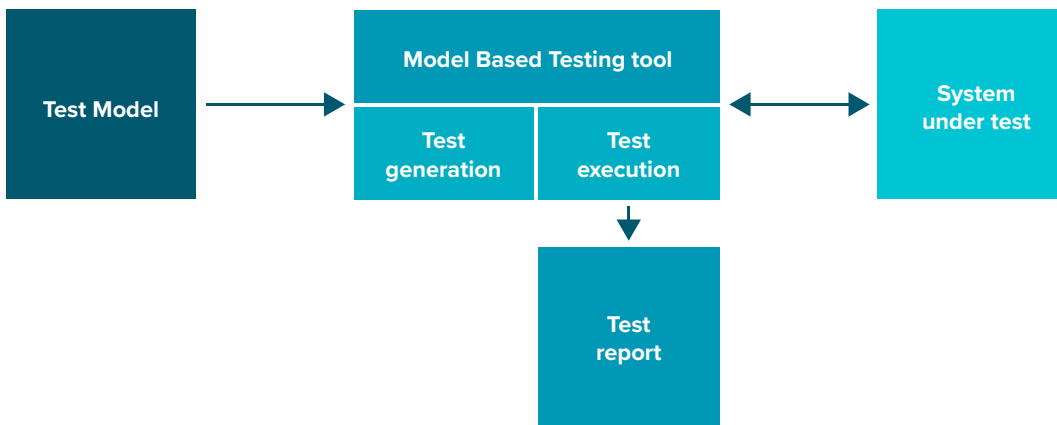 Test Model
Model Based Testing tool
Test
generation
Test
execution
System
under test
Test
report